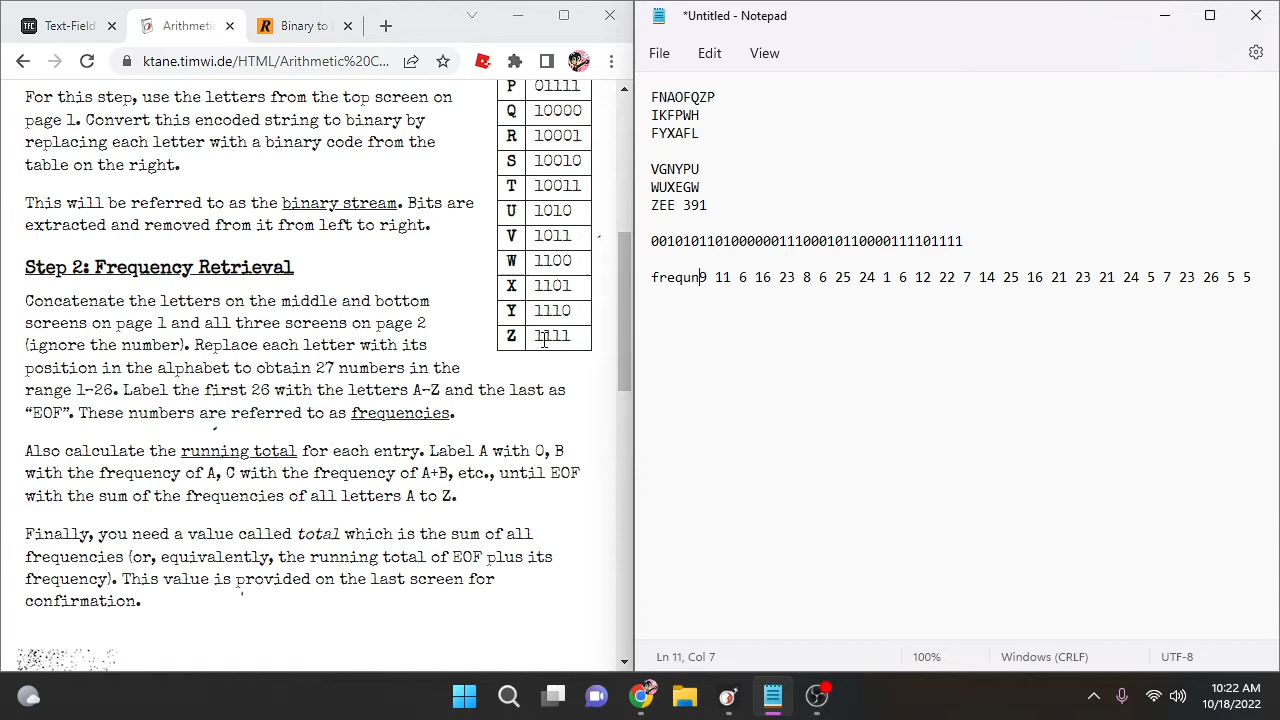 Text-Field
Arithmetic
Binary to
*Untitled - Notepad
ktane.timwi.de/HTML/Arithmetic%20C...
File Edit View
For this step, use the letters from the top screen on
page 1. Convert this encoded string to binary by
replacing each letter with a binary code from the
table on the right.
This will be referred to as the binary stream. Bits are
extracted and removed from it from left to right.
Step 2: Frequency Retrieval
Concatenate the letters on the middle and bottom
screens on page 1 and all three screens on page 2
(ignore the number). Replace each letter with its
position in the alphabet to obtain 27 numbers in the
range 1-26. Label the first 26 with the letters A-Z and the last as
“EOF”. These numbers are referred to as frequencies.
Also calculate the running total for each entry. Label A with 0, B
with the frequency of A, C with the frequency of A+B, etc., until EOF
with the sum of the frequencies of all letters A to Z.
Finally, you need a value called total which is the sum of all
frequencies (or, equivalently, the running total of EOF plus its
frequency). This value is provided on the last screen for
confirmation.
P 01111
Q 10000
R 10001
S 10010
T 10011
U 1010
V 1011
W 1100
X 1101
Y 1110
Z 1111
FNAOFQZP
IKFPWH
FYXAFL
VGNYPU
WUXEGW
ZEE 391
0010101101000000111000101100001111011​11
frequn9 11 6 16 23 8 6 25 24 1 6 12 22 7 14 25 16 21 23 21 24 5 7 23 26 5 5
Ln 11, Col 7
100%
Windows (CRLF)
UTF-8
10:22 AM
10/18/2022